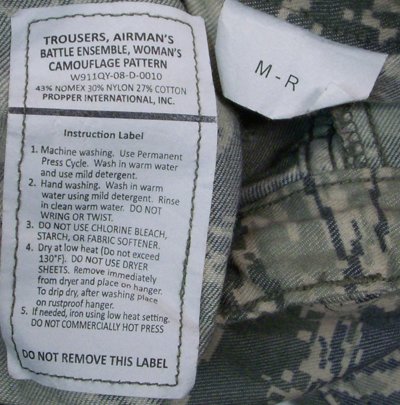 TROUSERS, AIRMAN'S
BATTLE ENSEMBLE, WOMAN'S
CAMOUFLAGE PATTERN
W911QY-08-D-0010
43% NOMEX 30% NYLON 27% COTTON
PROPPER INTERNATIONAL, INC.
Instruction Label
1. Machine washing. Use Permanent
Press Cycle. Wash in warm water
and use mild detergent.
2. Hand washing. Wash in warm
water using mild detergent. Rinse
in clean warm water. DO NOT
WRING OR TWIST.
3. DO NOT USE CHLORINE BLEACH,
STARCH, OR FABRIC SOFTENER.
4. Dry at low heat (Do not exceed
130°F). DO NOT USE DRYER
SHEETS. Remove immediately
from dryer and place on hanger.
To drip dry, after washing place
on rustproof hanger.
5. If needed, iron using low heat setting.
DO NOT COMMERCIALLY HOT PRESS
DO NOT REMOVE THIS LABEL
M-R